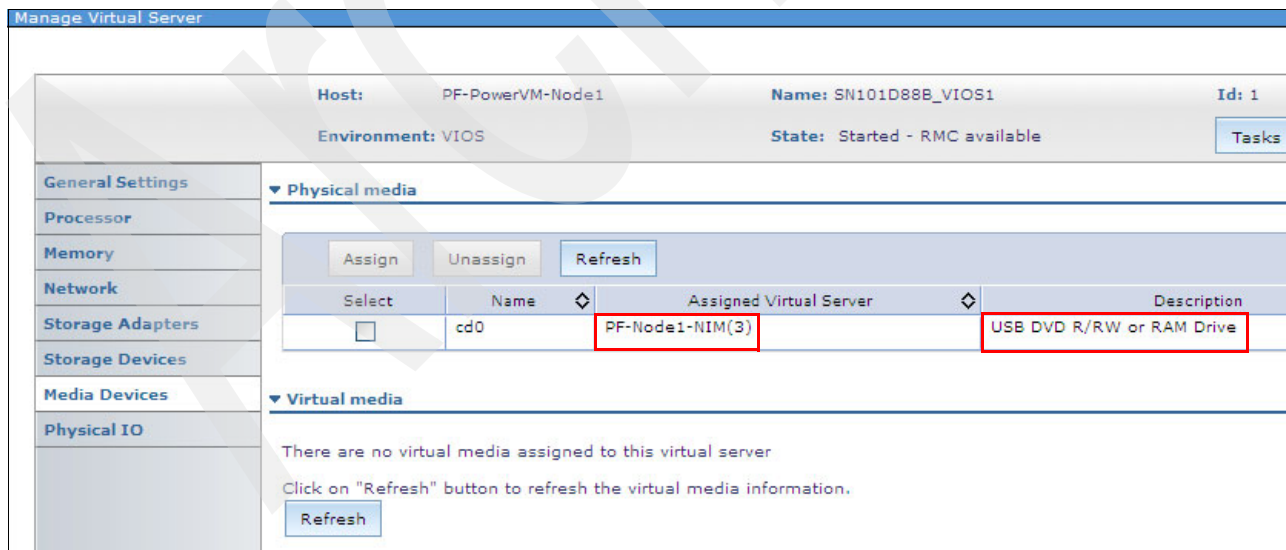 Manage Virtual Server
Host: PF-PowerVM-Node1 Name: SN101D88B_VIOS1 Id: 1
Environment: VIOS State: Started - RMC available Tasks
General Settings
Processor
Memory
Network
Storage Adapters
Storage Devices
Media Devices
Physical IO
Physical media
Assign Unassign Refresh
Select Name Assigned Virtual Server Description
cd0 PF-Node1-NIM(3) USB DVD R/RW or RAM Drive
Virtual media
There are no virtual media assigned to this virtual server
Click on "Refresh" button to refresh the virtual media information.
Refresh